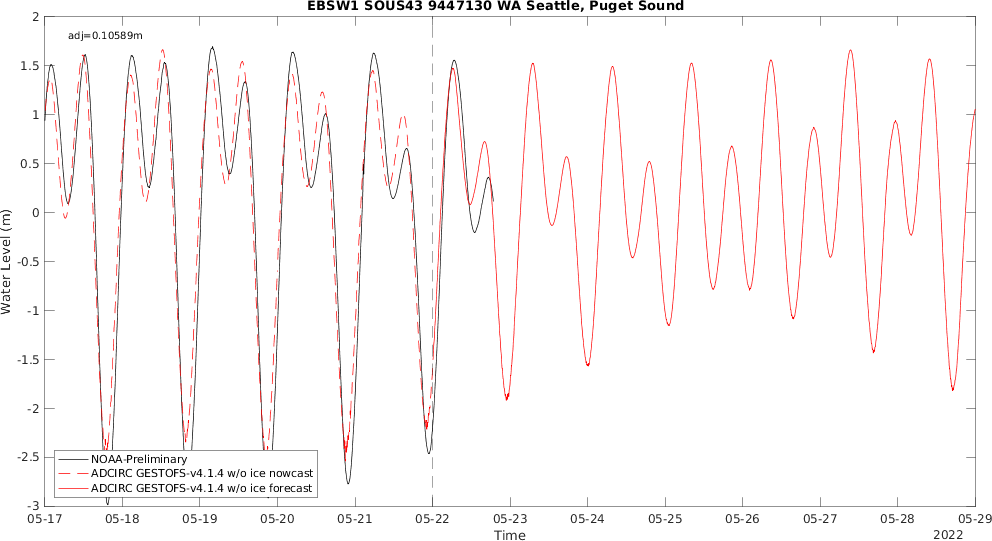 EBSW1 SOUS43 9447130 WA Seattle, Puget Sound
adj=0.10589m
Water Level (m)
2
1.5
1
0.5
0
-0.5
-1
-1.5
-2
-2.5
-3
NOAA-Preliminary
ADCIRC GESTOFS-v4.1.4 w/o ice nowcast
ADCIRC GESTOFS-v4.1.4 w/o ice forecast
05-17 05-18 05-19 05-20 05-21 05-22 05-23 05-24 05-25 05-26 05-27 05-28 05-29
Time
2022